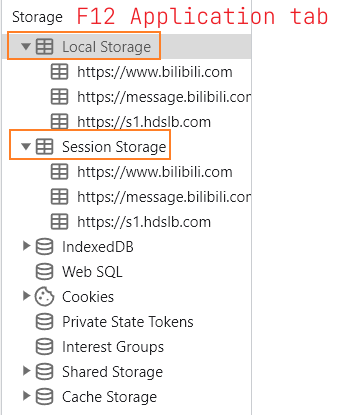 Storage F12 Application tab
Local Storage
https://www.bilibili.com
https://message.bilibili.con
https://s1.hdslb.com
Session Storage
https://www.bilibili.com
https://message.bilibili.con
https://s1.hdslb.com
IndexedDB
Web SQL
Cookies
Private State Tokens
Interest Groups
Shared Storage
Cache Storage